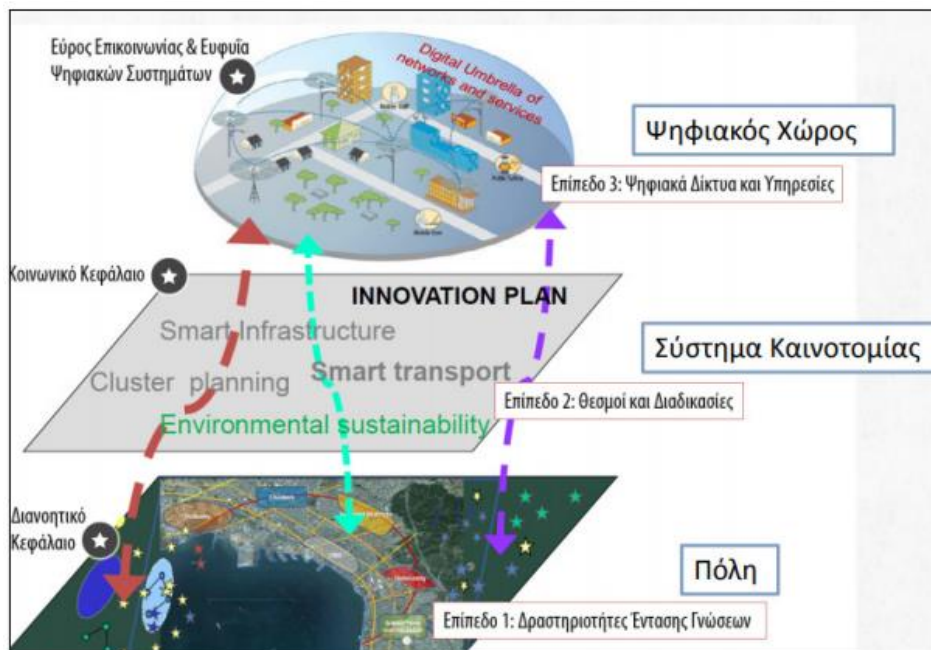 Εύρος Επικοινωνίας & Ευφυΐα
Ψηφιακών Συστημάτων
Digital Umbrella of
networks and services
Ψηφιακός Χώρος
Επίπεδο 3: Ψηφιακά Δίκτυα και Υπηρεσίες
Κοινωνικό Κεφάλαιο
INNOVATION PLAN
Smart Infrastructure
Σύστημα Καινοτομίας
Cluster planning
Smart transport
Επίπεδο 2: Θεσμοί και Διαδικασίες
Environmental sustainability
Διανοητικό
Κεφάλαιο
Πόλη
Επίπεδο 1: Δραστηριότητες Έντασης Γνώσεων